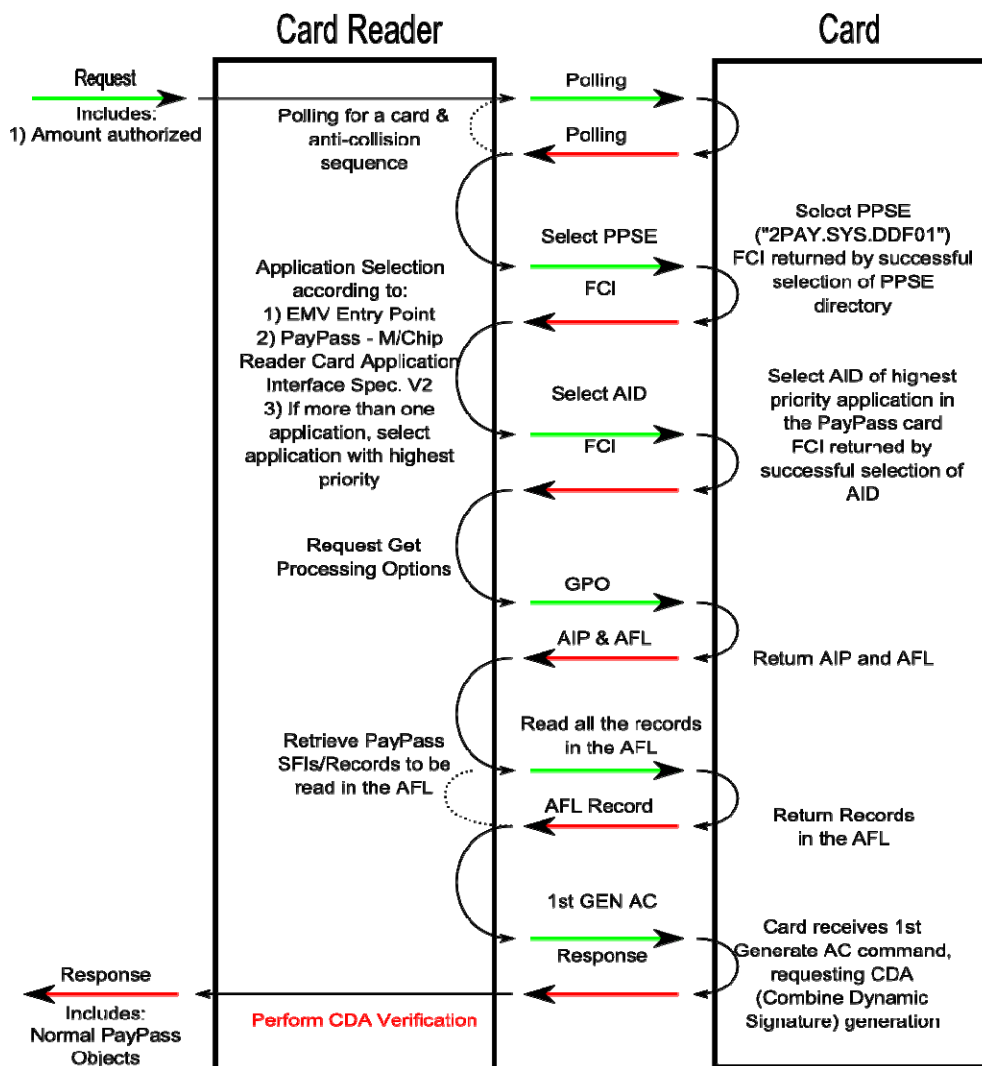 Card Reader
Card
Request
Includes:
1) Amount authorized
Polling for a card &
anti-collision
sequence
Polling
Polling
Select PPSE
FCI
Select PPSE
("2PAY.SYS.DDF01")
FCI returned by successful
selection of PPSE
directory
Application Selection
according to:
1) EMV Entry Point
2) PayPass - M/Chip
Reader Card Application
Interface Spec. V2
3) If more than one
application, select
application with highest
priority
Select AID
FCI
Select AID of highest
priority application in
the PayPass card
FCI returned by
successful selection of
AID
Request Get
Processing Options
GPO
AIP & AFL
Return AIP and AFL
Retrieve PayPass
SFIs/Records to be
read in the AFL
Read all the records
in the AFL
AFL Record
Return Records
in the AFL
1st GEN AC
Response
Card receives 1st
Generate AC command,
requesting CDA
(Combine Dynamic
Signature) generation
Response
Includes:
Normal PayPass
Objects
Perform CDA Verification